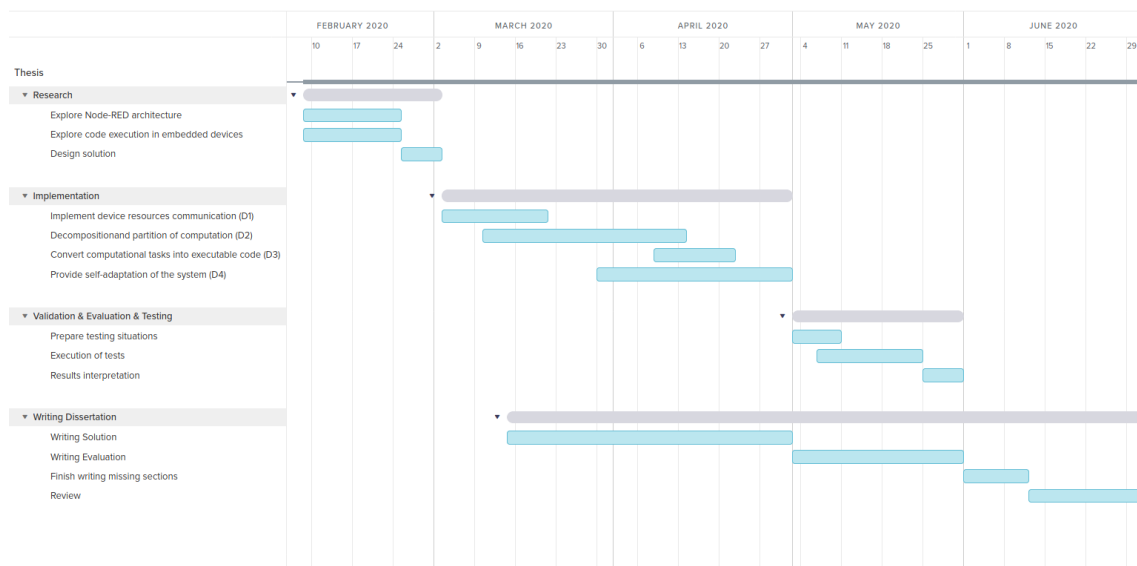 FEBRUARY 2020 MARCH 2020 APRIL 2020 MAY 2020 JUNE 2020
10 17 24 2 9 16 23 30 6 13 20 27 4 11 18 25 1 8 15 22 29
Thesis
Research
Explore Node-RED architecture
Explore code execution in embedded devices
Design solution
Implementation
Implement device resources communication (D1)
Decompositionand partition of computation (D2)
Convert computational tasks into executable code (D3)
Provide self-adaptation of the system (D4)
Validation & Evaluation & Testing
Prepare testing situations
Execution of tests
Results interpretation
Writing Dissertation
Writing Solution
Writing Evaluation
Finish writing missing sections
Review